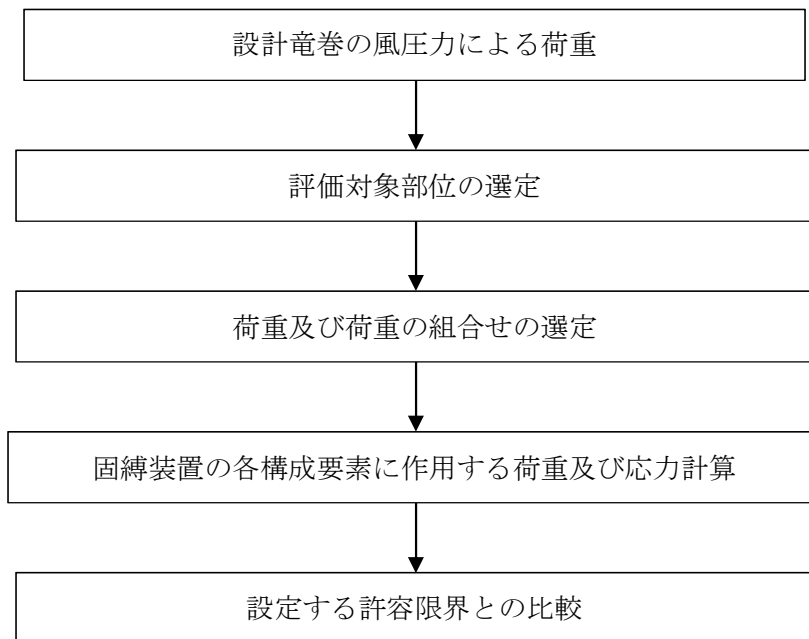 設計竜巻の風圧力による荷重
評価対象部位の選定
荷重及び荷重の組合せの選定
固縛装置の各構成要素に作用する荷重及び応力計算
設定する許容限界との比較